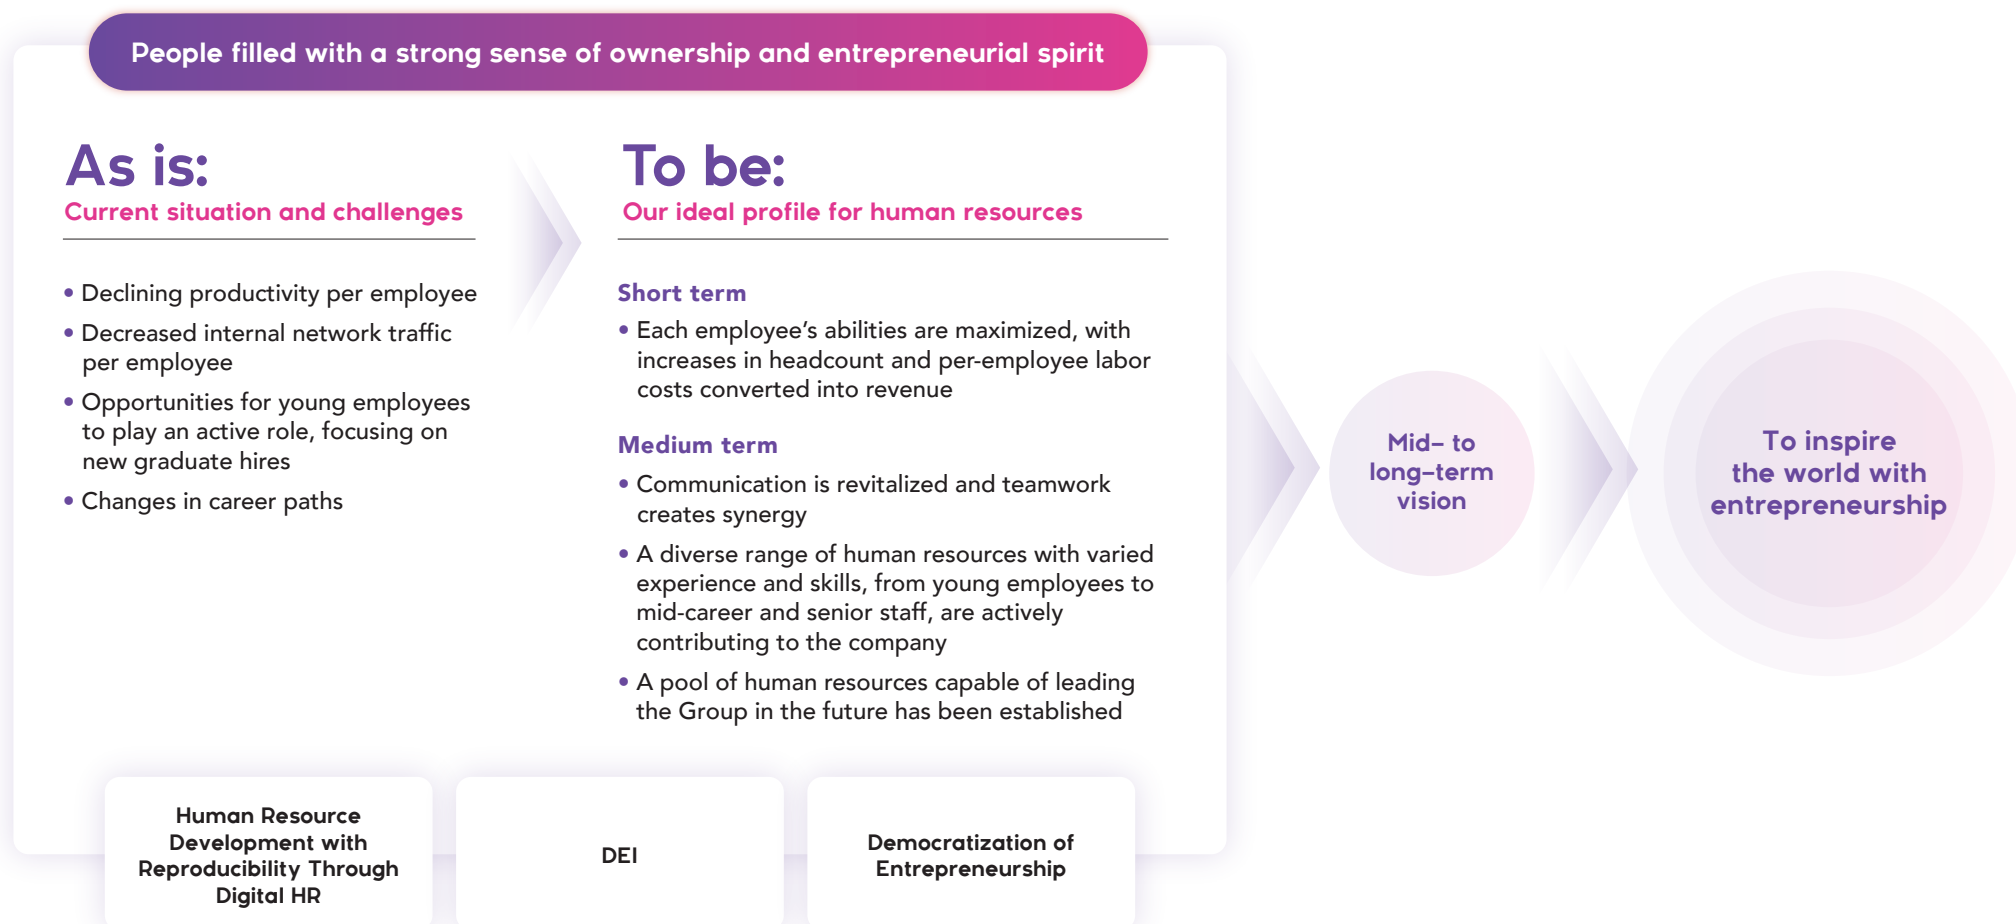 People filled with a strong sense of ownership and entrepreneurial spirit
As is:
Current situation and challenges
• Declining productivity per employee
• Decreased internal network traffic
per employee
• Opportunities for young employees
to play an active role, focusing on
new graduate hires
• Changes in career paths
To be:
Our ideal profile for human resources
Short term
• Each employee’s abilities are maximized, with
increases in headcount and per-employee labor
costs converted into revenue
Medium term
• Communication is revitalized and teamwork
creates synergy
• A diverse range of human resources with varied
experience and skills, from young employees to
mid-career and senior staff, are actively
contributing to the company
• A pool of human resources capable of leading
the Group in the future has been established
Human Resource
Development with
Reproducibility Through
Digital HR
DEI
Democratization of
Entrepreneurship
Mid– to
long–term
vision
To inspire
the world with
entrepreneurship